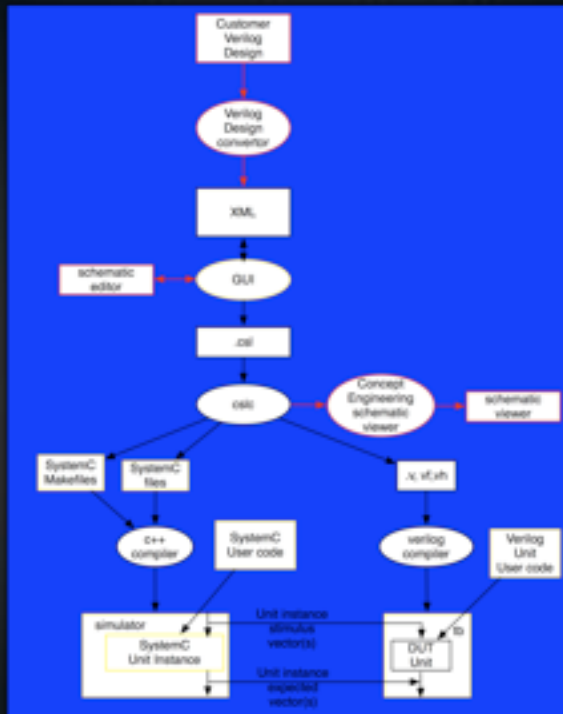 Customer
Verilog
Design
Verilog
Design
convertor
XML
schematic
editor
GUI
.csl
cslc
Concept
Engineering
schematic
viewer
schematic
viewer
SystemC
Makefiles
SystemC
files
.v, vf,vh
c++
compiler
SystemC
User code
verilog
compiler
Verilog
Unit
User code
simulator
SystemC
Unit Instance
Unit instance
stimulus
vector(s)
Unit instance
expected
vector(s)
tb
DUT
Unit